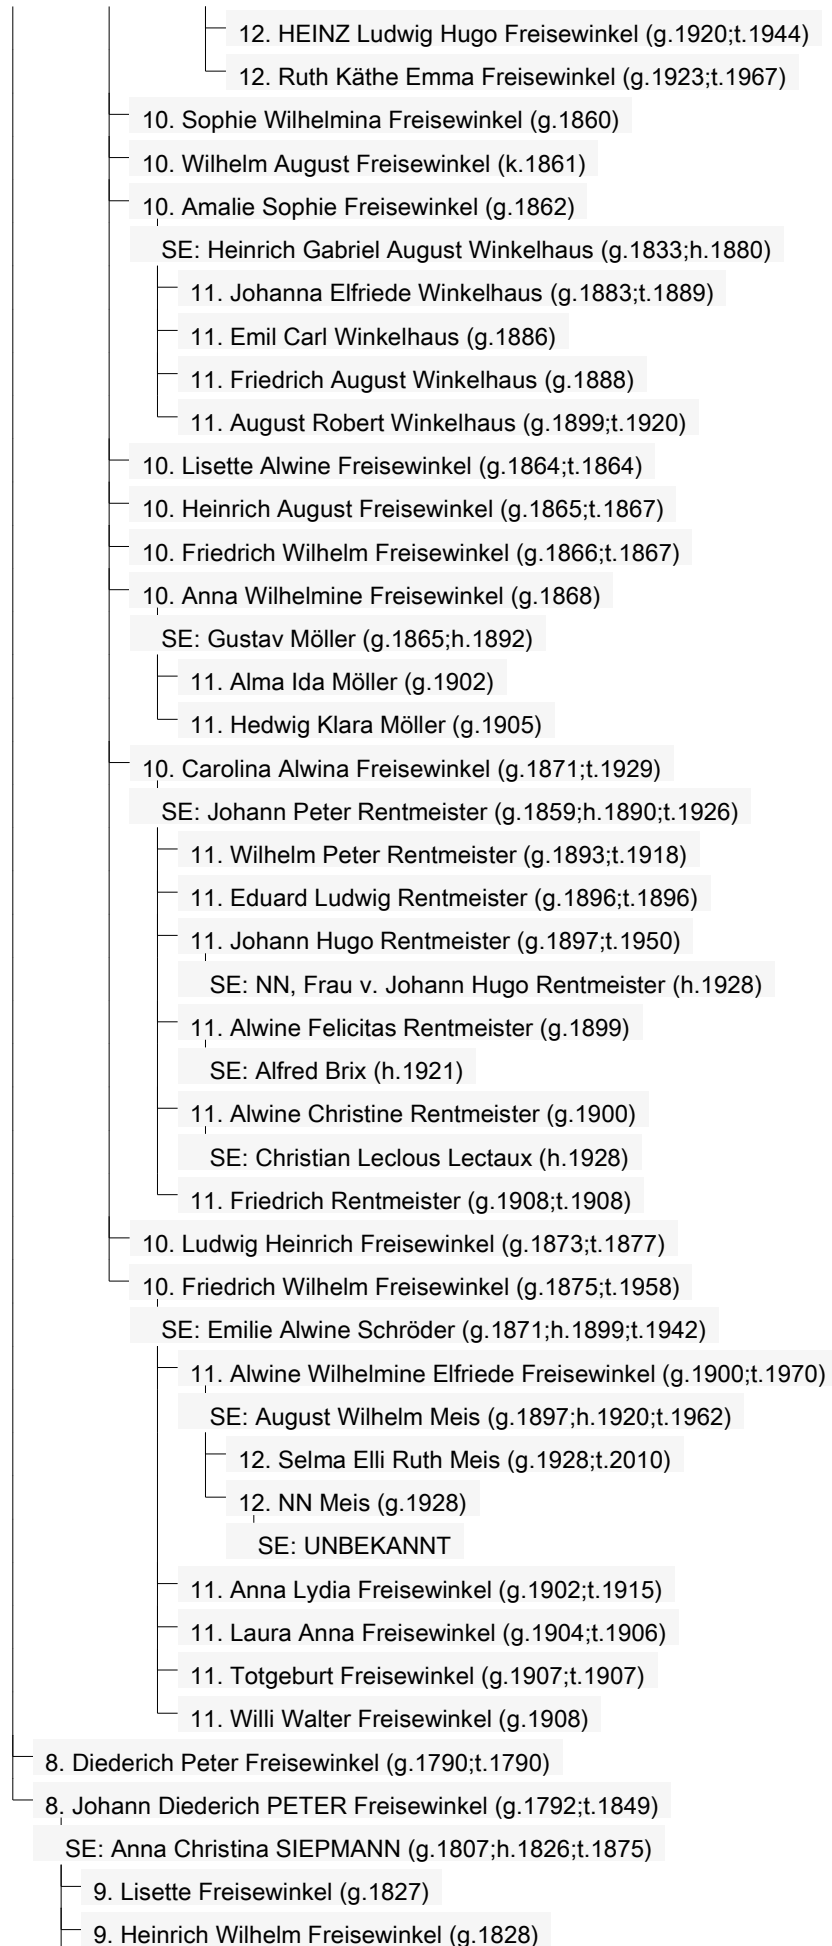 12. HEINZ Ludwig Hugo Freisewinkel (g.1920;t.1944)
12. Ruth Käthe Emma Freisewinkel (g.1923;t.1967)
10. Sophie Wilhelmina Freisewinkel (g.1860)
10. Wilhelm August Freisewinkel (k.1861)
10. Amalie Sophie Freisewinkel (g.1862)
SE: Heinrich Gabriel August Winkelhaus (g.1833;h.1880)
11. Johanna Elfriede Winkelhaus (g.1883;t.1889)
11. Emil Carl Winkelhaus (g.1886)
11. Friedrich August Winkelhaus (g.1888)
11. August Robert Winkelhaus (g.1899;t.1920)
10. Lisette Alwine Freisewinkel (g.1864;t.1864)
10. Heinrich August Freisewinkel (g.1865;t.1867)
10. Friedrich Wilhelm Freisewinkel (g.1866;t.1867)
10. Anna Wilhelmine Freisewinkel (g.1868)
SE: Gustav Möller (g.1865;h.1892)
11. Alma Ida Möller (g.1902)
11. Hedwig Klara Möller (g.1905)
10. Carolina Alwina Freisewinkel (g.1871;t.1929)
SE: Johann Peter Rentmeister (g.1859;h.1890;t.1926)
11. Wilhelm Peter Rentmeister (g.1893;t.1918)
11. Eduard Ludwig Rentmeister (g.1896;t.1896)
11. Johann Hugo Rentmeister (g.1897;t.1950)
SE: NN, Frau v. Johann Hugo Rentmeister (h.1928)
11. Alwine Felicitas Rentmeister (g.1899)
SE: Alfred Brix (h.1921)
11. Alwine Christine Rentmeister (g.1900)
SE: Christian Leclous Lectaux (h.1928)
11. Friedrich Rentmeister (g.1908;t.1908)
10. Ludwig Heinrich Freisewinkel (g.1873;t.1877)
10. Friedrich Wilhelm Freisewinkel (g.1875;t.1958)
SE: Emilie Alwine Schröder (g.1871;h.1899;t.1942)
11. Alwine Wilhelmine Elfriede Freisewinkel (g.1900;t.1970)
SE: August Wilhelm Meis (g.1897;h.1920;t.1962)
12. Selma Elli Ruth Meis (g.1928;t.2010)
12. NN Meis (g.1928)
SE: UNBEKANNT
11. Anna Lydia Freisewinkel (g.1902;t.1915)
11. Laura Anna Freisewinkel (g.1904;t.1906)
11. Totgeburt Freisewinkel (g.1907;t.1907)
11. Willi Walter Freisewinkel (g.1908)
8. Diederich Peter Freisewinkel (g.1790;t.1790)
8. Johann Diederich PETER Freisewinkel (g.1792;t.1849)
SE: Anna Christina SIEPMANN (g.1807;h.1826;t.1875)
9. Lisette Freisewinkel (g.1827)
9. Heinrich Wilhelm Freisewinkel (g.1828)